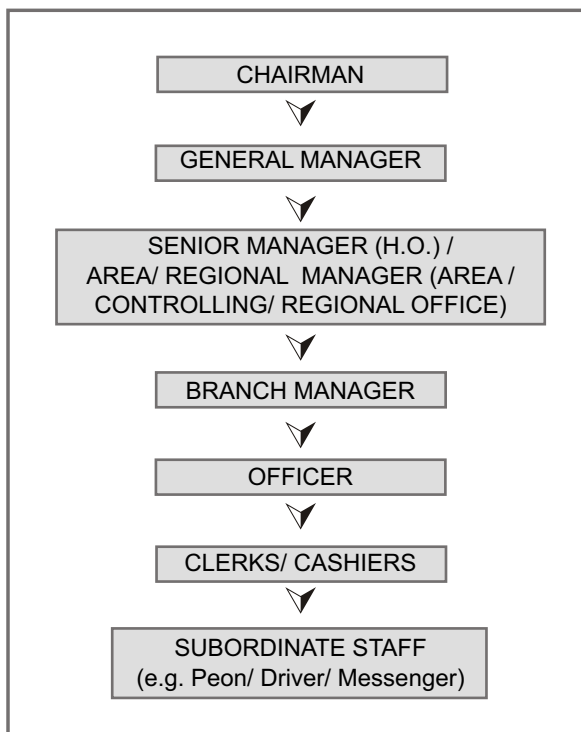 CHAIRMAN
GENERAL MANAGER
SENIOR MANAGER (H.O.) /
AREA/ REGIONAL MANAGER (AREA /
CONTROLLING/ REGIONAL OFFICE)
BRANCH MANAGER
OFFICER
CLERKS/ CASHIERS
SUBORDINATE STAFF
(e.g. Peon/ Driver/ Messenger)